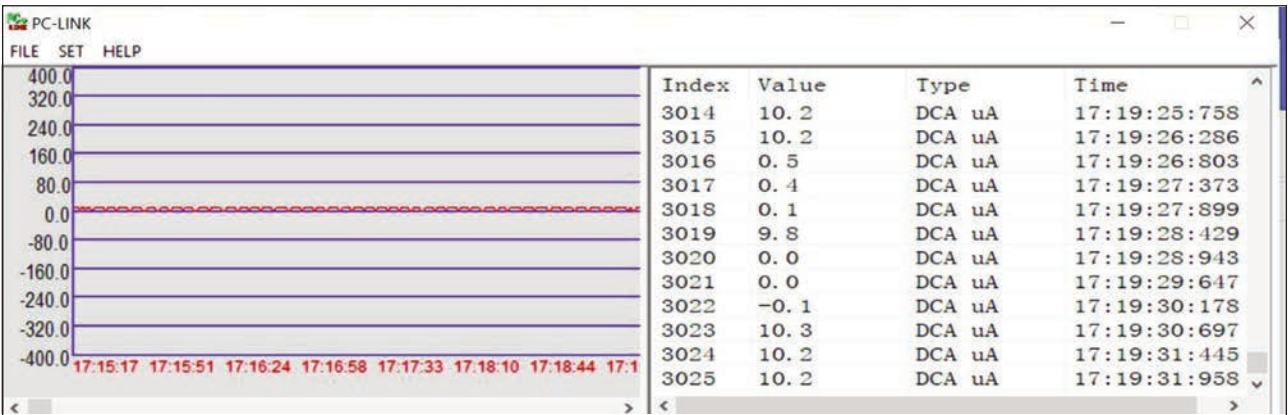 PC-LINK
FILE SET HELP
400.0
320.0
240.0
160.0
80.0
0.0
-80.0
-160.0
-240.0
-320.0
-400.0
17:15:17 17:15:51 17:16:24 17:16:58 17:17:33 17:18:10 17:18:44 17:1
Index Value Type Time
3014 10.2 DCA uA 17:19:25:758
3015 10.2 DCA uA 17:19:26:286
3016 0.5 DCA uA 17:19:26:803
3017 0.4 DCA uA 17:19:27:373
3018 0.1 DCA uA 17:19:27:899
3019 9.8 DCA uA 17:19:28:429
3020 0.0 DCA uA 17:19:28:943
3021 0.0 DCA uA 17:19:29:647
3022 -0.1 DCA uA 17:19:30:178
3023 10.3 DCA uA 17:19:30:697
3024 10.2 DCA uA 17:19:31:445
3025 10.2 DCA uA 17:19:31:958